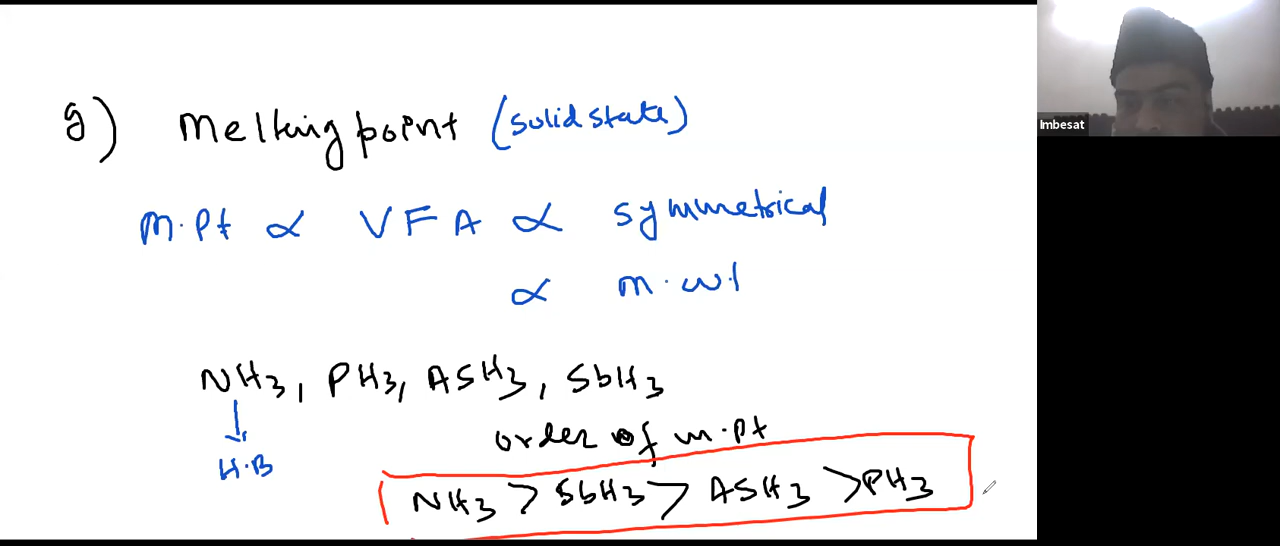 g) Melting point (solid state)
M.Pt ∝ VFA ∝ symmetrical
∝ m.wt
NH3, PH3, ASH3, SbH3
↓
H.B
order of m.pt
NH3 > SbH3 > ASH3 > PH3
Imbesat